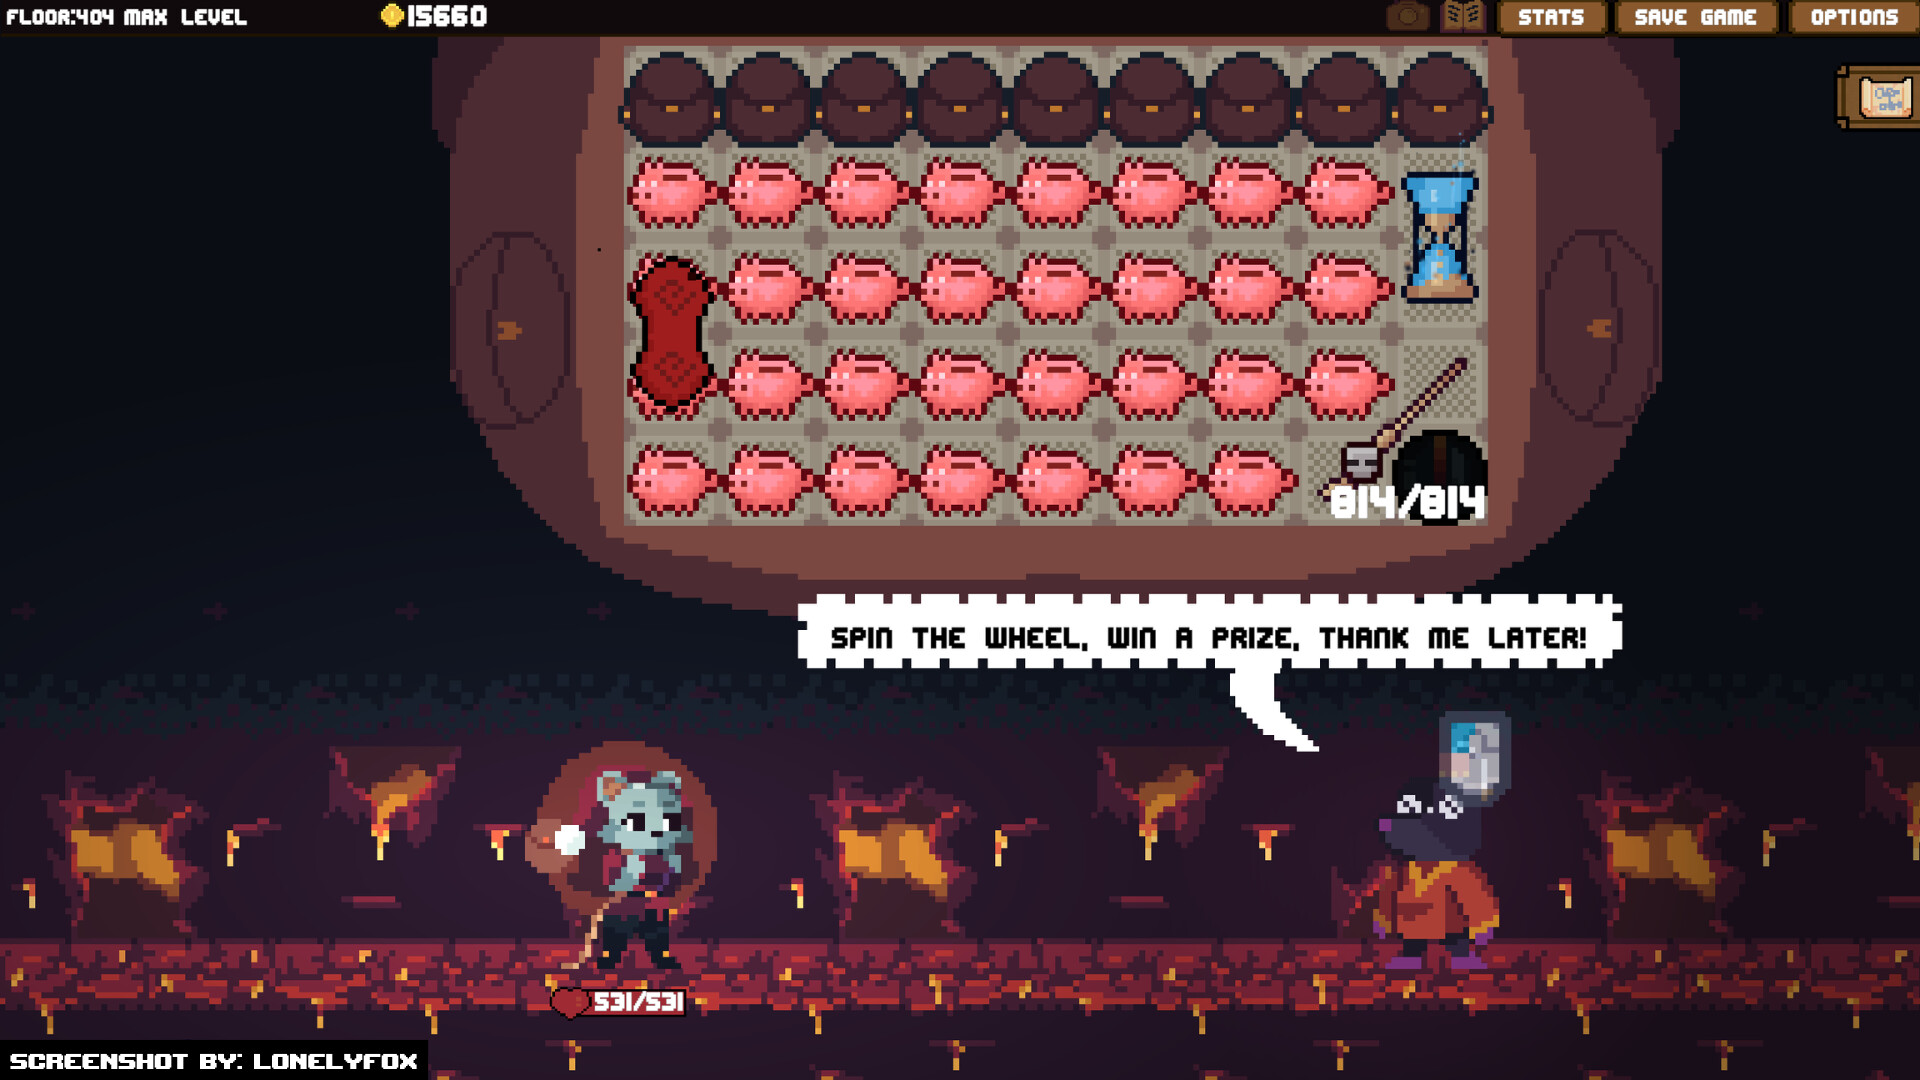 FLOOR:404 MAX LEVEL
15660
STATS
SAVE GAME
OPTIONS
814/814
SPIN THE WHEEL, WIN A PRIZE, THANK ME LATER!
531/531
SCREENSHOT BY: LONELYFOX